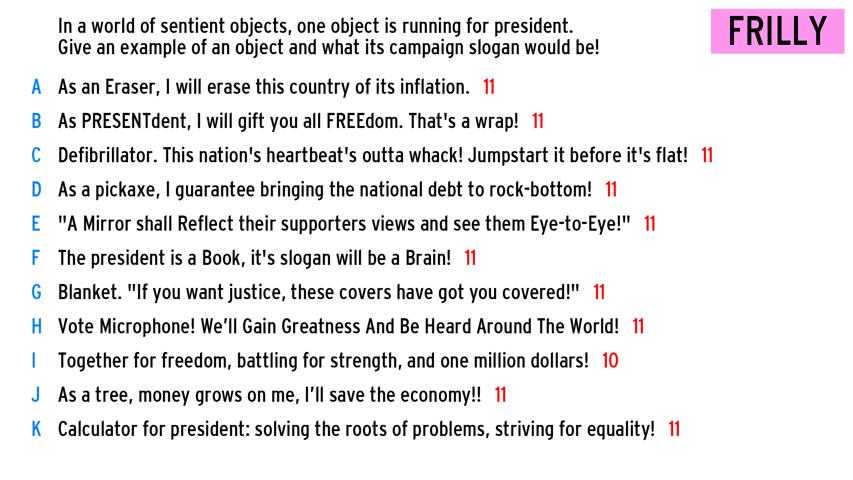 In a world of sentient objects, one object is running for president.
Give an example of an object and what its campaign slogan would be!
FRILLY
A As an Eraser, I will erase this country of its inflation. 11
B As PRESENTdent, I will gift you all FREEdom. That's a wrap! 11
C Defibrillator. This nation's heartbeat's outta whack! Jumpstart it before it's flat! 11
D As a pickaxe, I guarantee bringing the national debt to rock-bottom! 11
E "A Mirror shall Reflect their supporters views and see them Eye-to-Eye!" 11
F The president is a Book, it's slogan will be a Brain! 11
G Blanket. "If you want justice, these covers have got you covered!" 11
H Vote Microphone! We’ll Gain Greatness And Be Heard Around The World! 11
I Together for freedom, battling for strength, and one million dollars! 10
J As a tree, money grows on me, I’ll save the economy!! 11
K Calculator for president: solving the roots of problems, striving for equality! 11